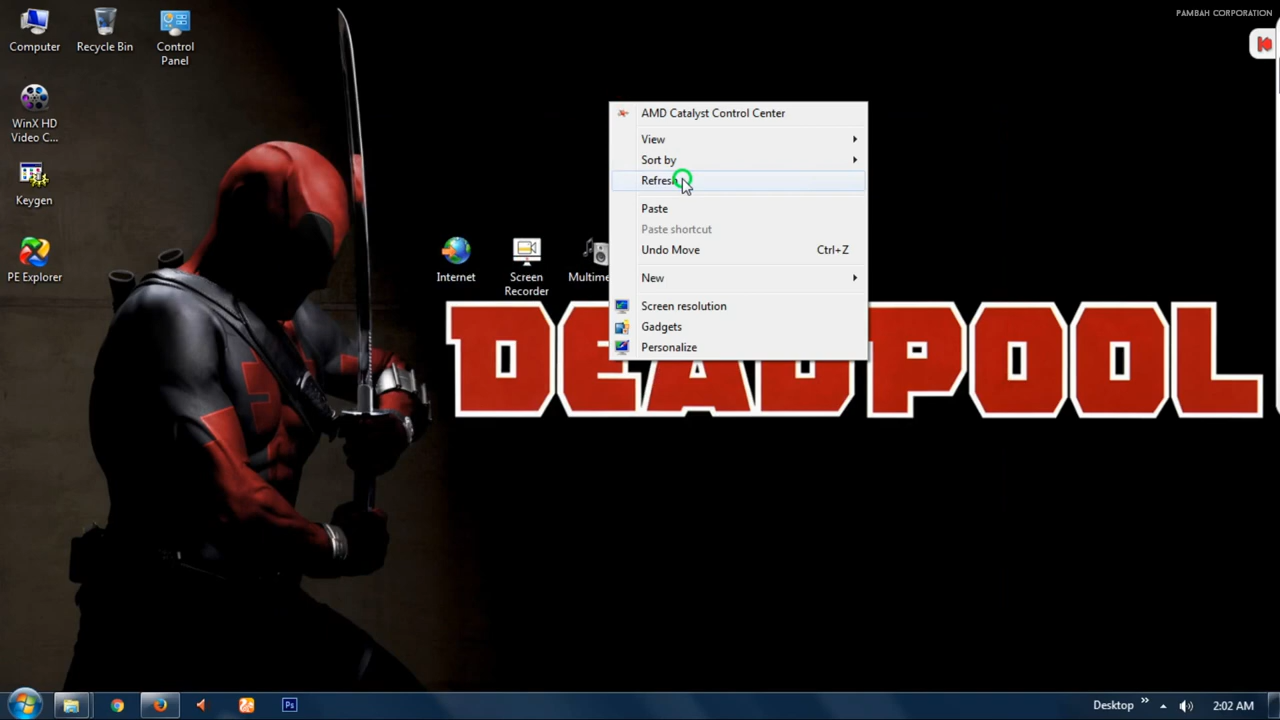 PAMBAH CORPORATION
Computer
Recycle Bin
Control
Panel
WinX HD
Video C...
Keygen
PE Explorer
Internet
Screen
Recorder
AMD Catalyst Control Center
View
Sort by
Refresh
Paste
Paste shortcut
Undo Move Ctrl+Z
New
Screen resolution
Gadgets
Personalize
DEADPOOL
Ps
Desktop
2:02 AM